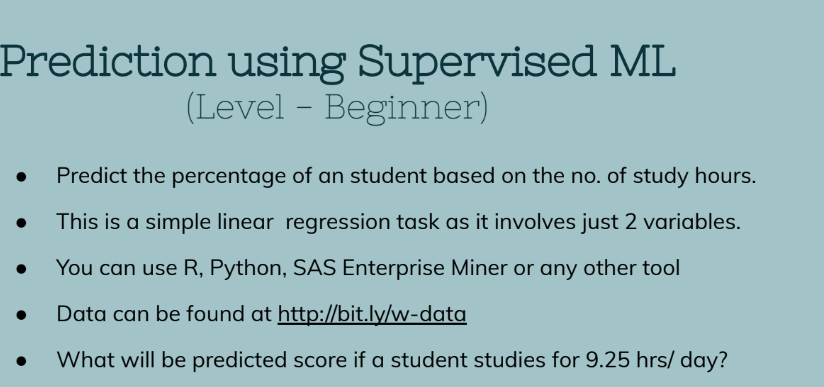 Prediction using Supervised ML
(Level - Beginner)
● Predict the percentage of an student based on the no. of study hours.
● This is a simple linear regression task as it involves just 2 variables.
● You can use R, Python, SAS Enterprise Miner or any other tool
● Data can be found at http://bit.ly/w-data
● What will be predicted score if a student studies for 9.25 hrs/ day?